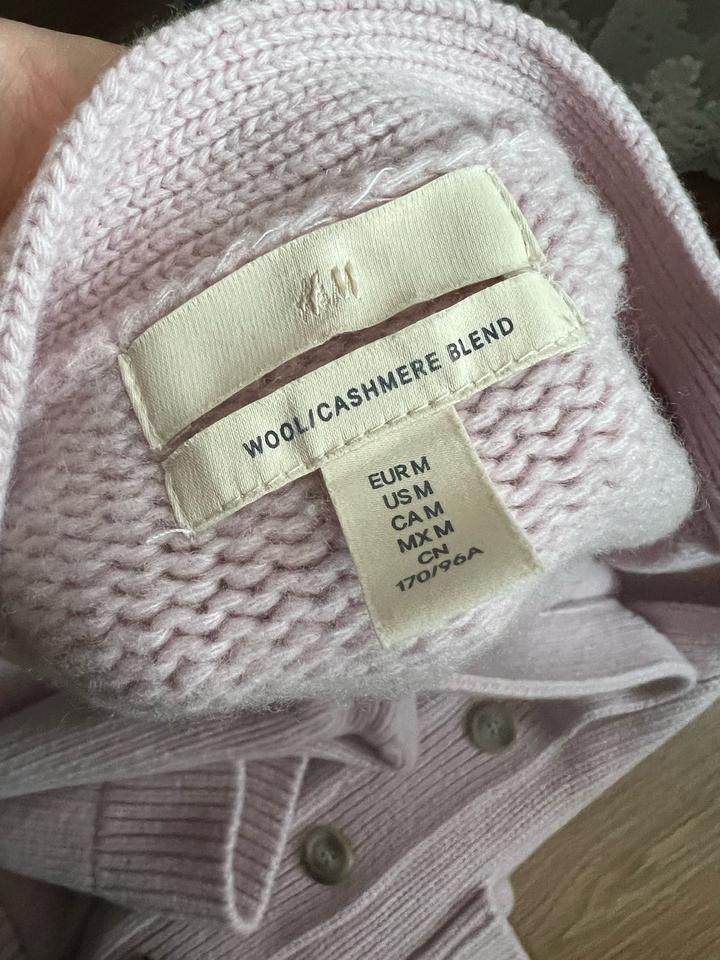 H&M
WOOL/CASHMERE BLEND
EUR M
US M
CA M
MX M
CN
170/96A